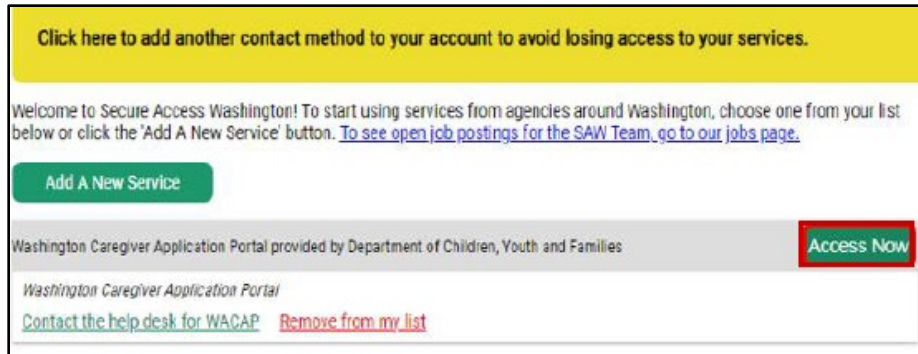 Click here to add another contact method to your account to avoid losing access to your services.
Welcome to Secure Access Washington! To start using services from agencies around Washington, choose one from your list
below or click the 'Add A New Service' button. To see open job postings for the SAW Team, go to our jobs page.
Add A New Service
Washington Caregiver Application Portal provided by Department of Children, Youth and Families
Access Now
Washington Caregiver Application Portal
Contact the help desk for WACAP Remove from my list